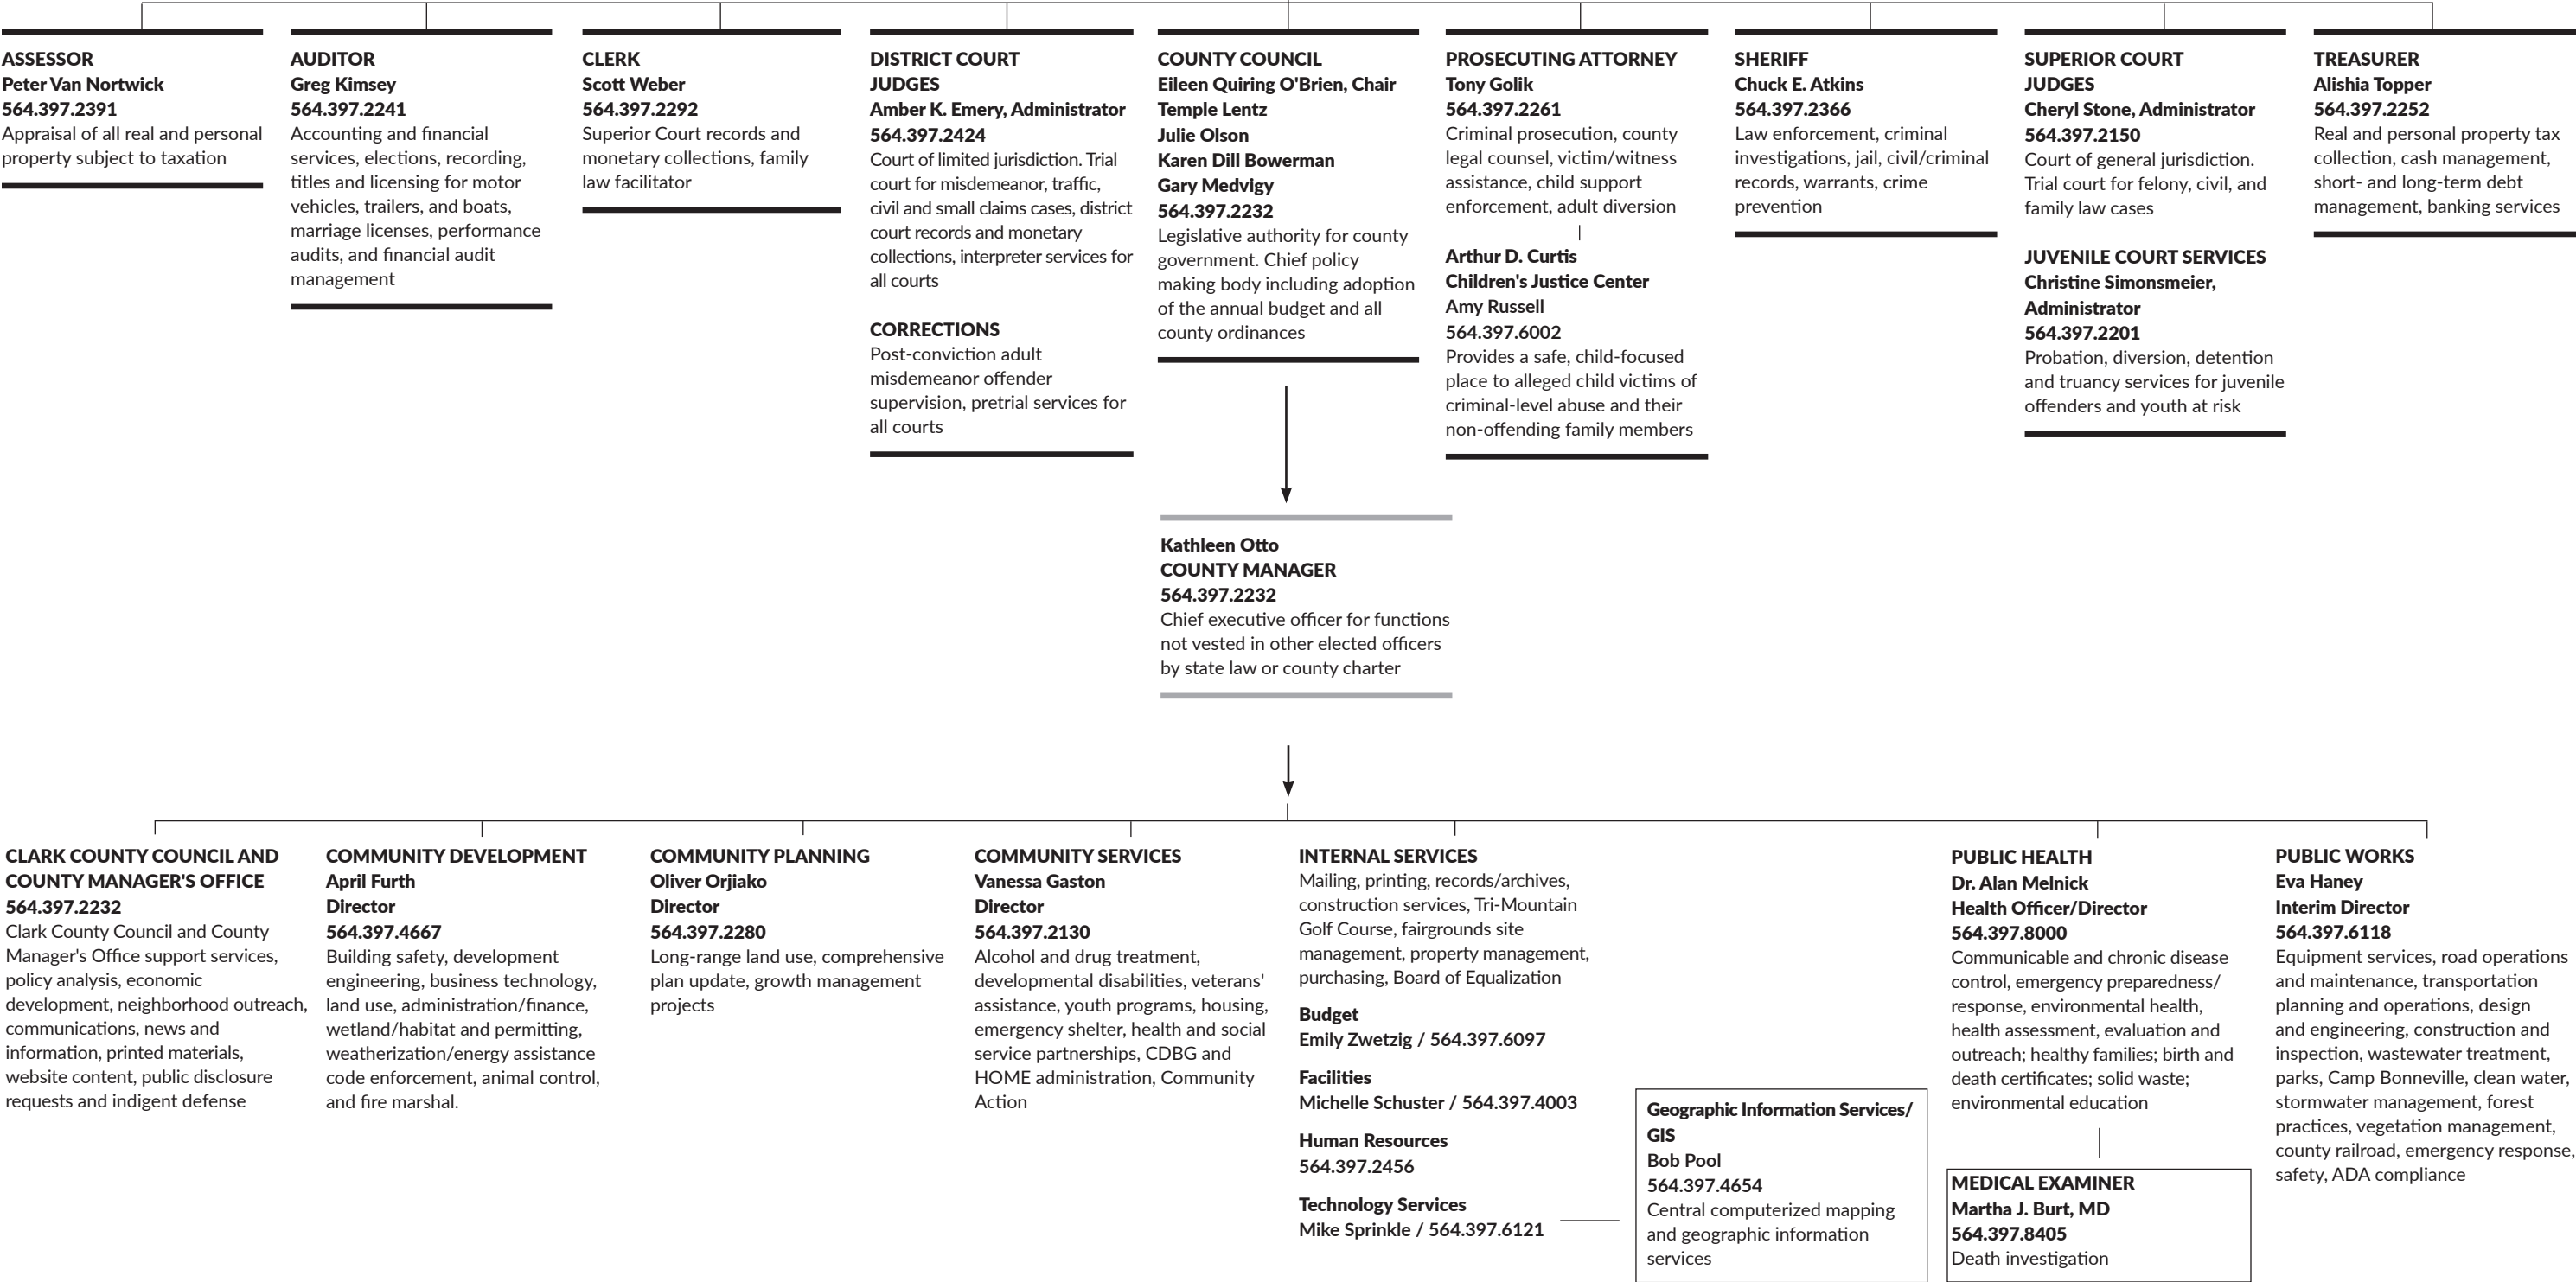 ASSESSOR
Peter Van Nortwick
564.397.2391
Appraisal of all real and personal
property subject to taxation
AUDITOR
Greg Kimsey
564.397.2241
Accounting and financial
services, elections, recording,
titles and licensing for motor
vehicles, trailers, and boats,
marriage licenses, performance
audits, and financial audit
management
CLERK
Scott Weber
564.397.2292
Superior Court records and
monetary collections, family
law facilitator
DISTRICT COURT
JUDGES
Amber K. Emery, Administrator
564.397.2424
Court of limited jurisdiction. Trial
court for misdemeanor, traffic,
civil and small claims cases, district
court records and monetary
collections, interpreter services for
all courts
CORRECTIONS
Post-conviction adult
misdemeanor offender
supervision, pretrial services for
all courts
COUNTY COUNCIL
Eileen Quiring O'Brien, Chair
Temple Lentz
Julie Olson
Karen Dill Bowerman
Gary Medvigy
564.397.2232
Legislative authority for county
government. Chief policy
making body including adoption
of the annual budget and all
county ordinances
PROSECUTING ATTORNEY
Tony Golik
564.397.2261
Criminal prosecution, county
legal counsel, victim/witness
assistance, child support
enforcement, adult diversion
Arthur D. Curtis
Children's Justice Center
Amy Russell
564.397.6002
Provides a safe, child-focused
place to alleged child victims of
criminal-level abuse and their
non-offending family members
SHERIFF
Chuck E. Atkins
564.397.2366
Law enforcement, criminal
investigations, jail, civil/criminal
records, warrants, crime
prevention
SUPERIOR COURT
JUDGES
Cheryl Stone, Administrator
564.397.2150
Court of general jurisdiction.
Trial court for felony, civil, and
family law cases
JUVENILE COURT SERVICES
Christine Simonsmeier,
Administrator
564.397.2201
Probation, diversion, detention
and truancy services for juvenile
offenders and youth at risk
TREASURER
Alishia Topper
564.397.2252
Real and personal property tax
collection, cash management,
short- and long-term debt
management, banking services
Kathleen Otto
COUNTY MANAGER
564.397.2232
Chief executive officer for functions
not vested in other elected officers
by state law or county charter
CLARK COUNTY COUNCIL AND
COUNTY MANAGER'S OFFICE
564.397.2232
Clark County Council and County
Manager's Office support services,
policy analysis, economic
development, neighborhood outreach,
communications, news and
information, printed materials,
website content, public disclosure
requests and indigent defense
COMMUNITY DEVELOPMENT
April Furth
Director
564.397.4667
Building safety, development
engineering, business technology,
land use, administration/finance,
wetland/habitat and permitting,
weatherization/energy assistance
code enforcement, animal control,
and fire marshal.
COMMUNITY PLANNING
Oliver Orjiako
Director
564.397.2280
Long-range land use, comprehensive
plan update, growth management
projects
COMMUNITY SERVICES
Vanessa Gaston
Director
564.397.2130
Alcohol and drug treatment,
developmental disabilities, veterans'
assistance, youth programs, housing,
emergency shelter, health and social
service partnerships, CDBG and
HOME administration, Community
Action
INTERNAL SERVICES
Mailing, printing, records/archives,
construction services, Tri-Mountain
Golf Course, fairgrounds site
management, property management,
purchasing, Board of Equalization
Budget
Emily Zwetzig / 564.397.6097
Facilities
Michelle Schuster / 564.397.4003
Human Resources
564.397.2456
Technology Services
Mike Sprinkle / 564.397.6121
Geographic Information Services/
GIS
Bob Pool
564.397.4654
Central computerized mapping
and geographic information
services
PUBLIC HEALTH
Dr. Alan Melnick
Health Officer/Director
564.397.8000
Communicable and chronic disease
control, emergency preparedness/
response, environmental health,
health assessment, evaluation and
outreach; healthy families; birth and
death certificates; solid waste;
environmental education
MEDICAL EXAMINER
Martha J. Burt, MD
564.397.8405
Death investigation
PUBLIC WORKS
Eva Haney
Interim Director
564.397.6118
Equipment services, road operations
and maintenance, transportation
planning and operations, design
and engineering, construction and
inspection, wastewater treatment,
parks, Camp Bonneville, clean water,
stormwater management, forest
practices, vegetation management,
county railroad, emergency response,
safety, ADA compliance